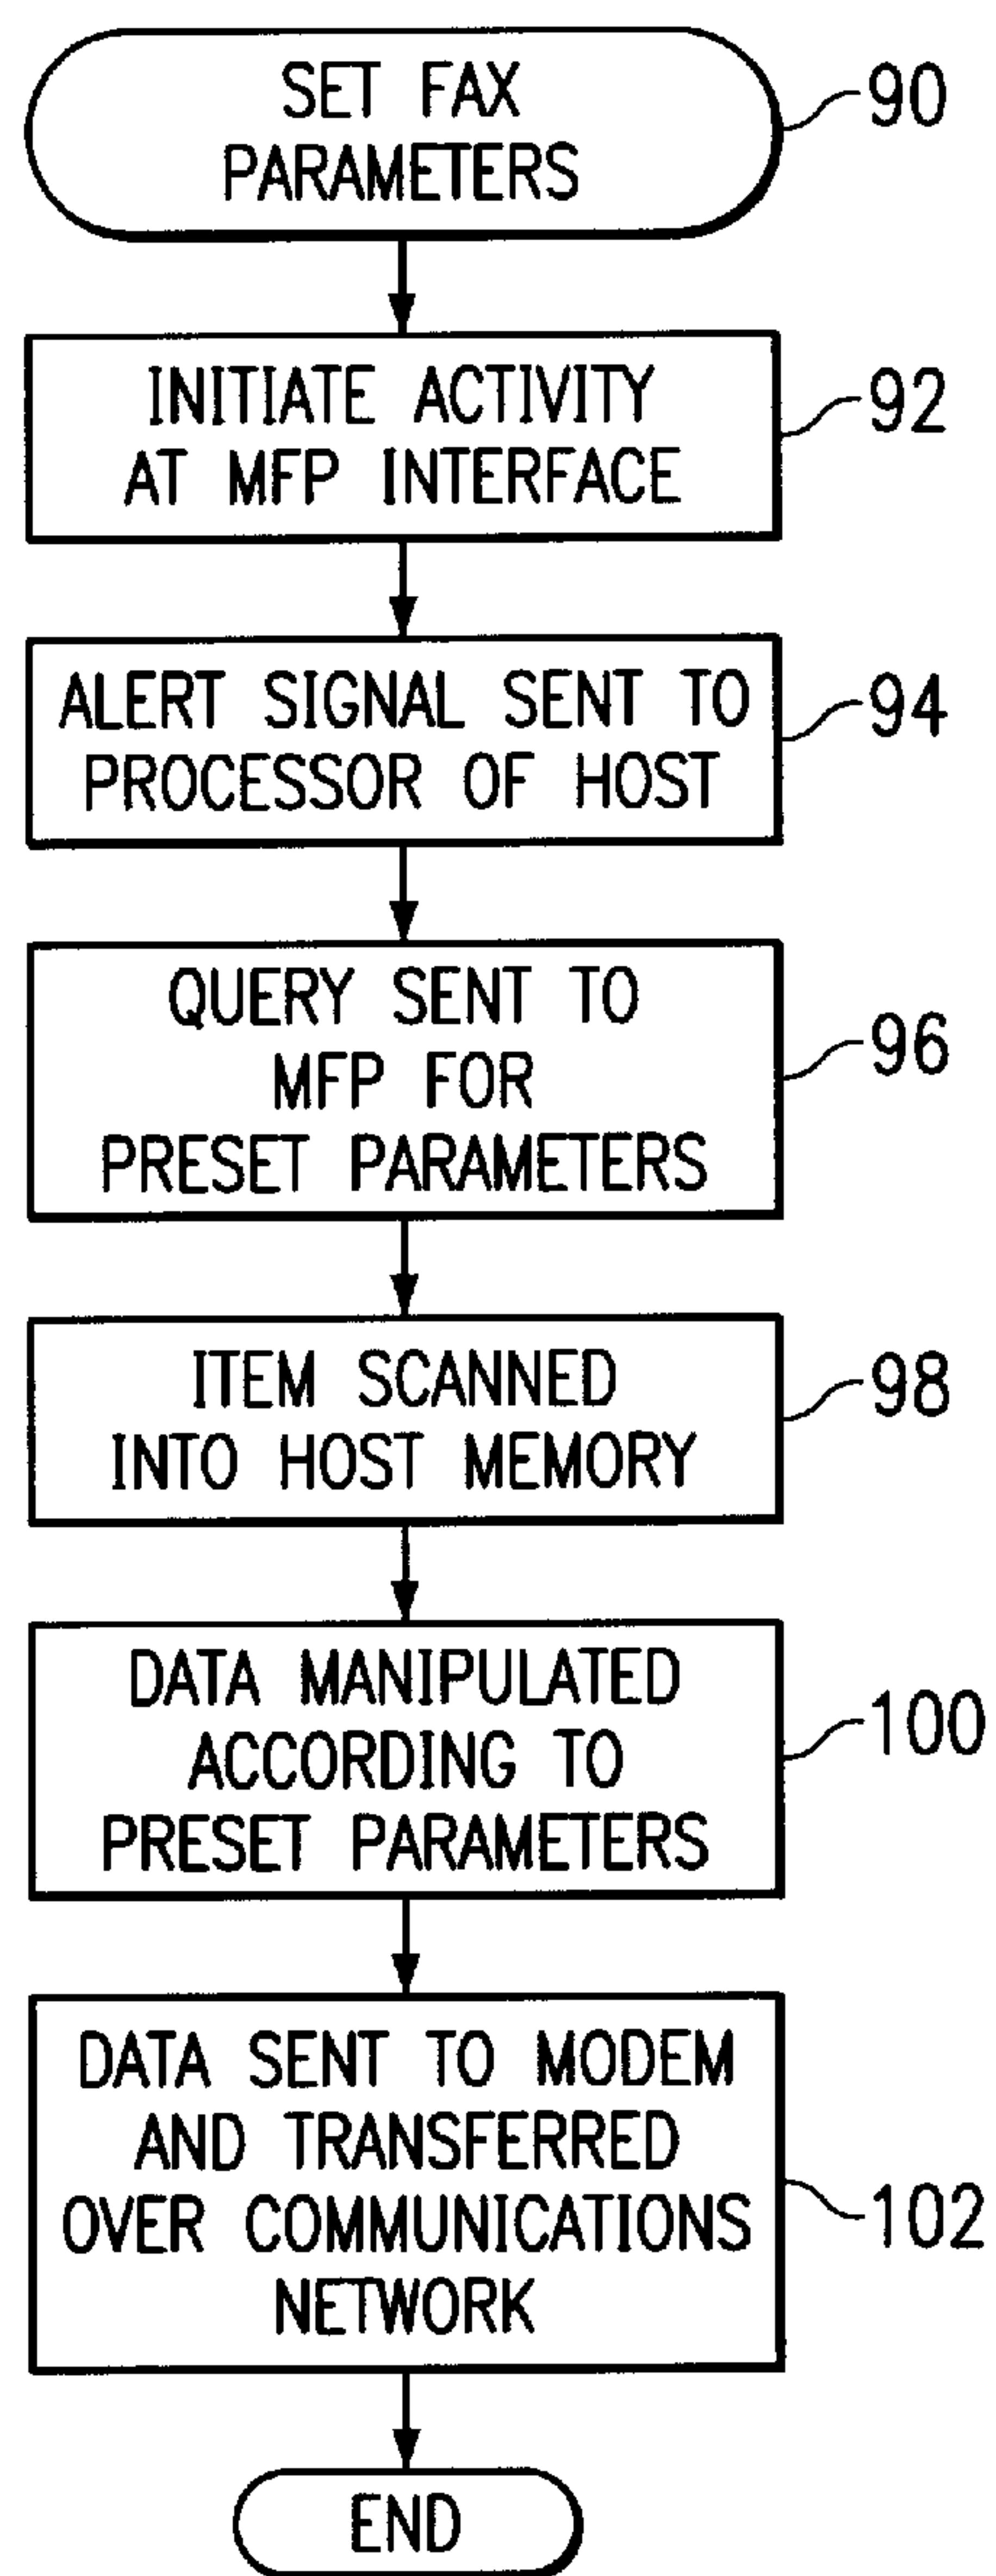 SET FAX
PARAMETERS
90
INITIATE ACTIVITY
AT MFP INTERFACE
92
ALERT SIGNAL SENT TO
PROCESSOR OF HOST
94
QUERY SENT TO
MFP FOR
PRESET PARAMETERS
96
ITEM SCANNED
INTO HOST MEMORY
98
DATA MANIPULATED
ACCORDING TO
PRESET PARAMETERS
100
DATA SENT TO MODEM
AND TRANSFERRED
OVER COMMUNICATIONS
NETWORK
102
END